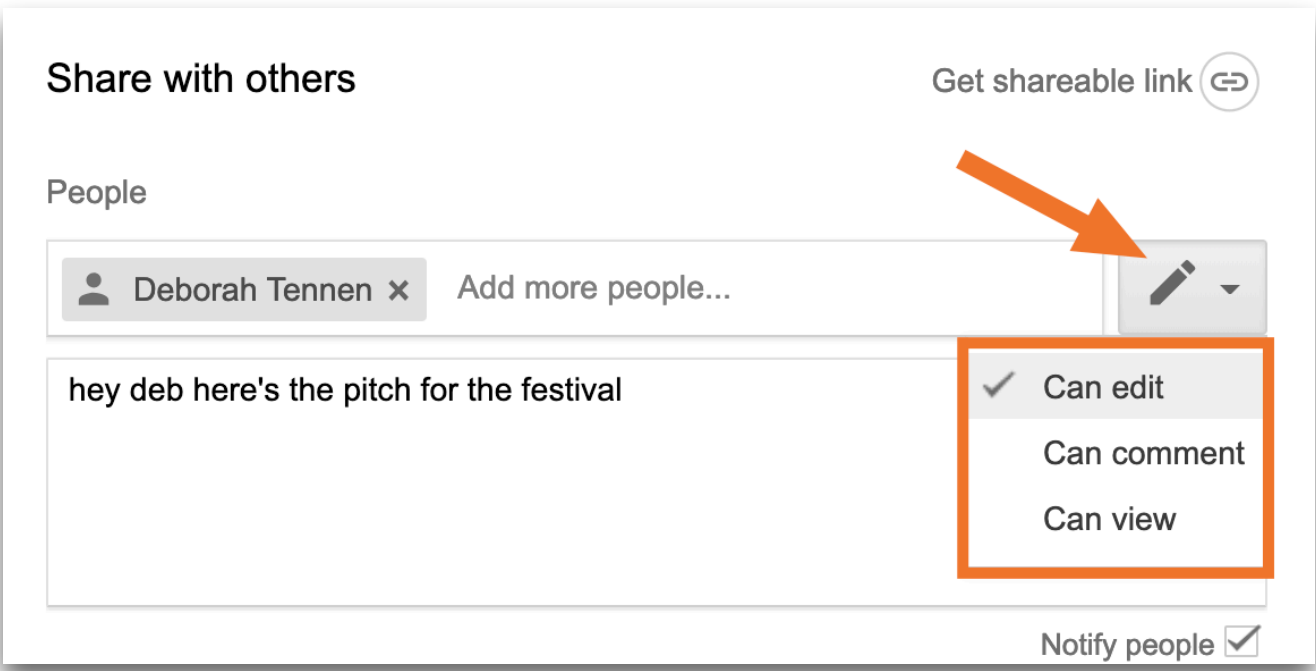 Share with others
Get shareable link
People
Deborah Tennen
Add more people...
hey deb here's the pitch for the festival
Can edit
Can comment
Can view
Notify people